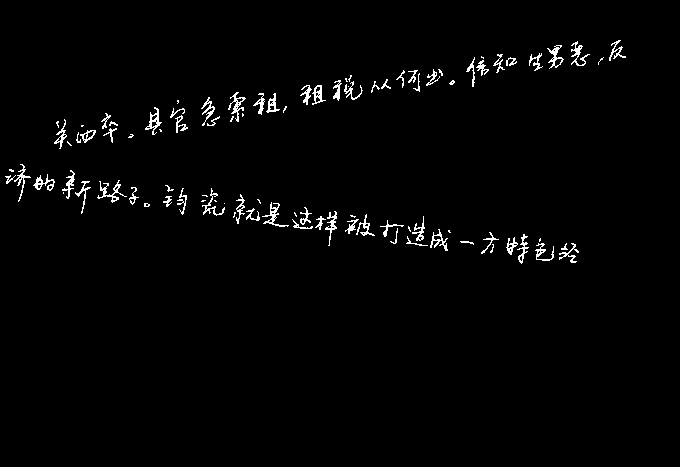 关西卒。县官急索租,租税从何出。信知生男恶,反
济的新路子。钧瓷就是这样被打造成一方特色经